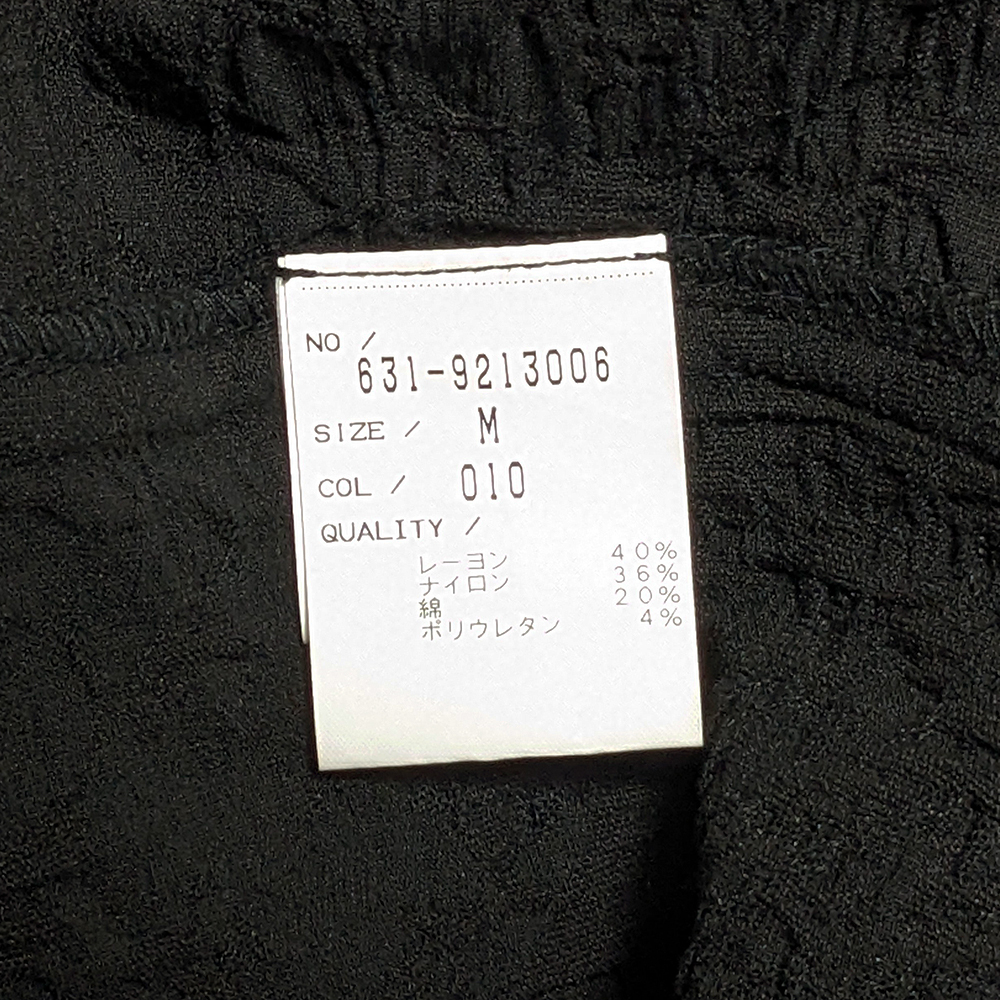 NO /
631-9213006
SIZE / M
COL / 010
QUALITY /
レーヨン 40%
ナイロン 36%
綿 20%
ポリウレタン 4%